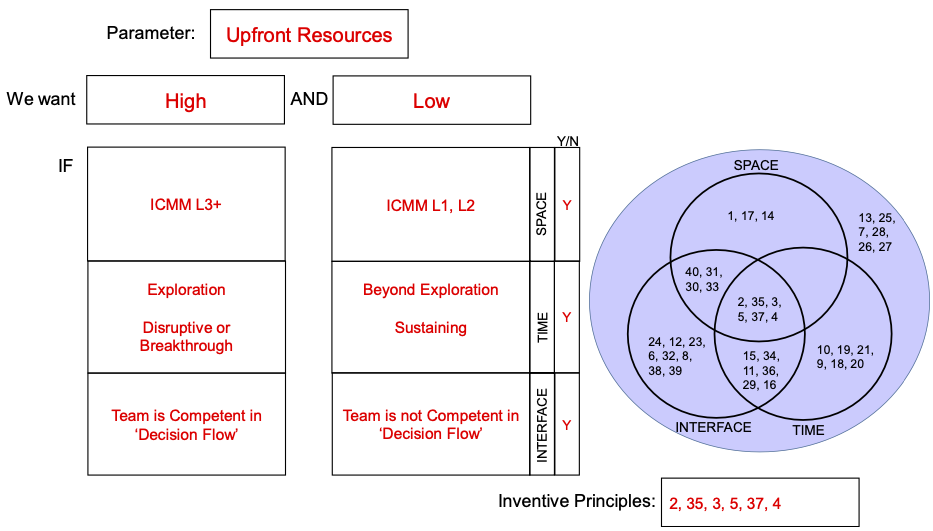 Parameter:
Upfront Resources
We want
High
AND
Low
Y/N
IF
ICMM L3+
ICMM L1, L2
SPACE
Y
Exploration
Disruptive or
Breakthrough
Beyond Exploration
Sustaining
TIME
Y
Team is Competent in
‘Decision Flow’
Team is not Competent in
‘Decision Flow’
INTERFACE
Y
SPACE
1, 17, 14
13, 25,
7, 28,
26, 27
40, 31,
30, 33
2, 35, 3,
5, 37, 4
24, 12, 23,
6, 32, 8,
38, 39
15, 34,
11, 36,
29, 16
10, 19, 21,
9, 18, 20
INTERFACE
TIME
Inventive Principles:
2, 35, 3, 5, 37, 4